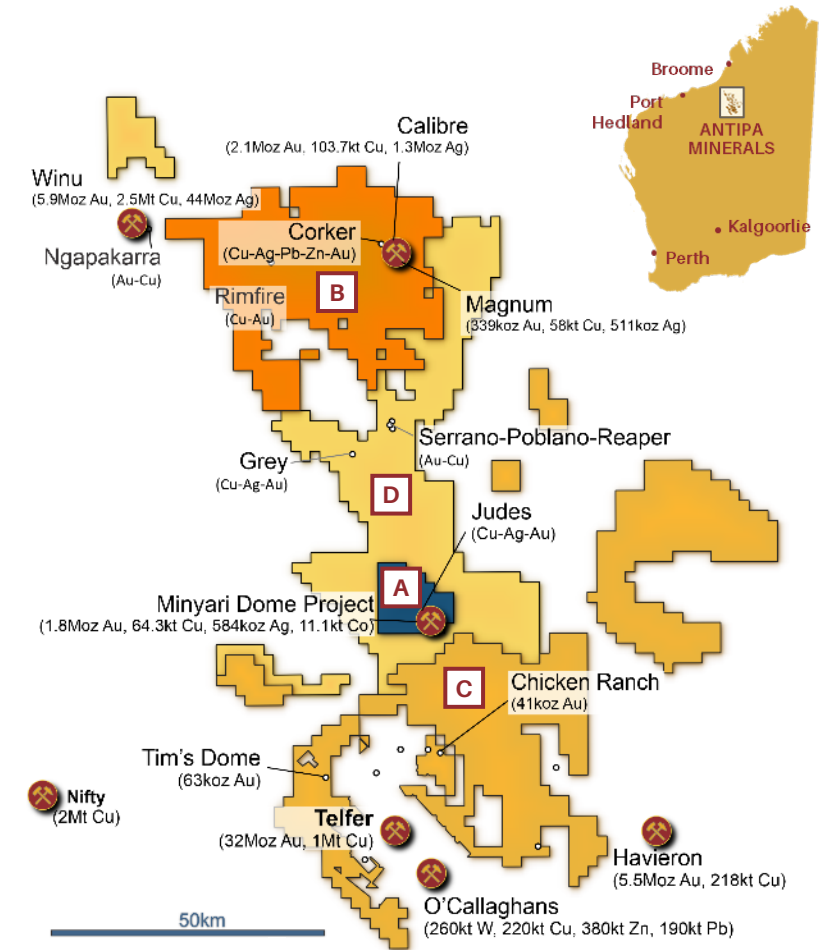 Broome
Port
Hedland
ANTIPA
MINERALS
Kalgoorlie
Perth
Calibre
(2.1Moz Au, 103.7kt Cu, 1.3Moz Ag)
Winu
(5.9Moz Au, 2.5Mt Cu, 44Moz Ag)
Corker
(Cu-Ag-Pb-Zn-Au)
Ngapakarra
(Au-Cu)
B
Rimfire
(Cu-Au)
Magnum
(339koz Au, 58kt Cu, 511koz Ag)
Serrano-Poblano-Reaper
(Au-Cu)
Grey
(Cu-Ag-Au)
D
Judes
(Cu-Ag-Au)
A
Minyari Dome Project
(1.8Moz Au, 64.3kt Cu, 584koz Ag, 11.1kt Co)
C
Chicken Ranch
(41koz Au)
Tim's Dome
(63koz Au)
Nifty
(2Mt Cu)
Telfer
(32Moz Au, 1Mt Cu)
Havieron
(5.5Moz Au, 218kt Cu)
O'Callaghans
(260kt W, 220kt Cu, 380kt Zn, 190kt Pb)
50km